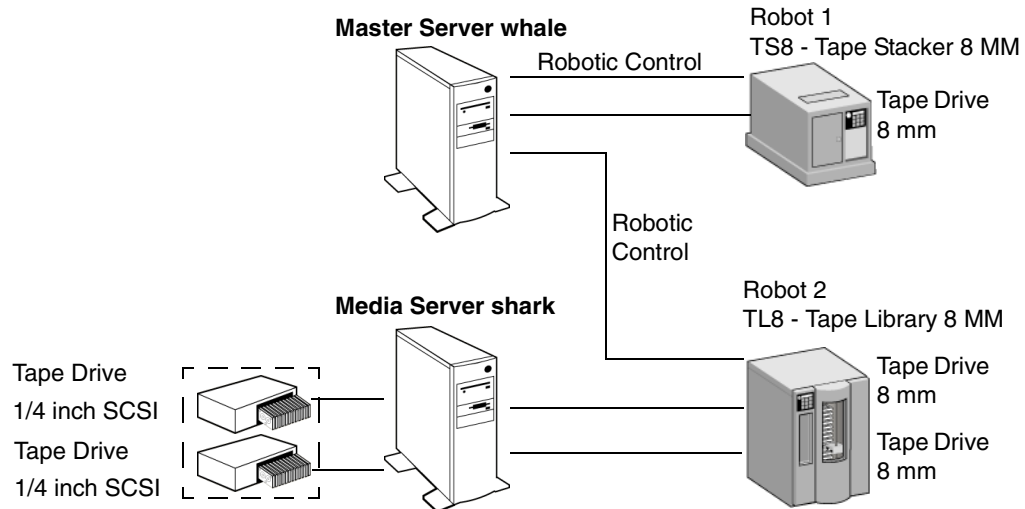 Master Server whale
Robotic Control
Robot 1
TS8 - Tape Stacker 8 MM
Tape Drive
8 mm
Robotic
Control
Media Server shark
Robot 2
TL8 - Tape Library 8 MM
Tape Drive
1/4 inch SCSI
Tape Drive
1/4 inch SCSI
Tape Drive
8 mm
Tape Drive
8 mm